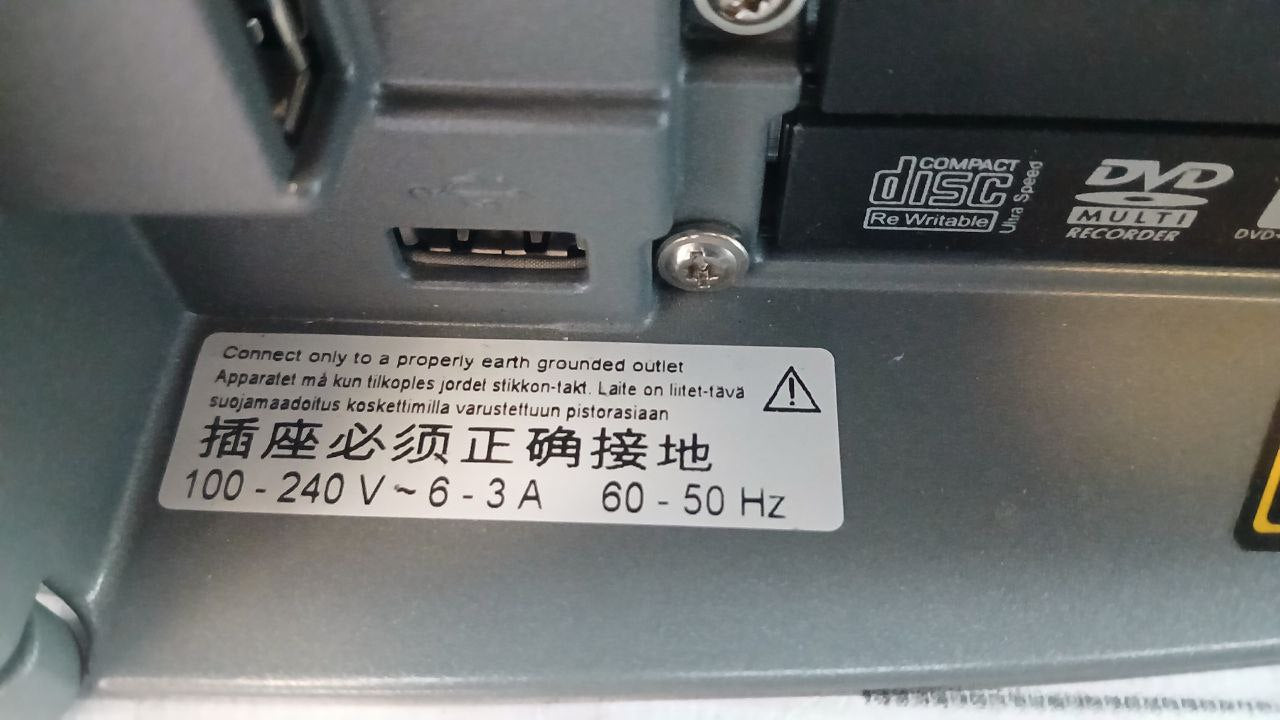 COMPACT
disc
Re Writable
Ultra Speed
DVD
MULTI
RECORDER
Connect only to a properly earth grounded outlet
Apparatet må kun tilkoples jordet stikkon-takt. Laite on liitet-tävä
suojamaadoitus koskettimilla varustettuun pistorasiaan
插座必须正确接地
100 - 240 V ~ 6 - 3 A 60 - 50 Hz